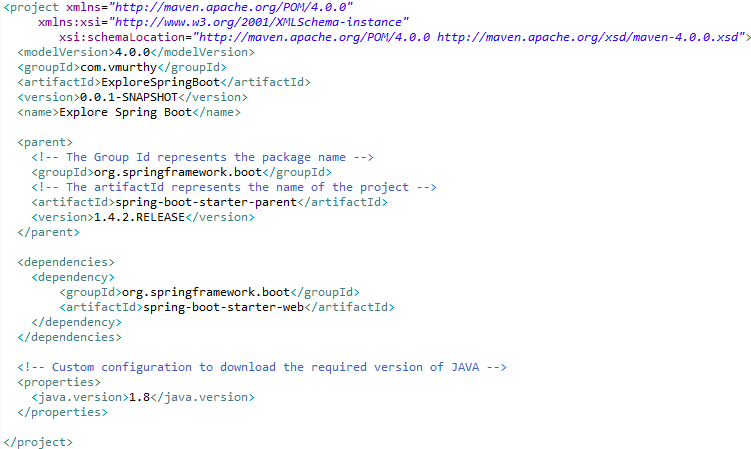 <project xmlns="http://maven.apache.org/POM/4.0.0"
xmlns:xsi="http://www.w3.org/2001/XMLSchema-instance"
xsi:schemaLocation="http://maven.apache.org/POM/4.0.0 http://maven.apache.org/xsd/maven-4.0.0.xsd">
<modelVersion>4.0.0</modelVersion>
<groupId>com.vmurthy</groupId>
<artifactId>ExploreSpringBoot</artifactId>
<version>0.0.1-SNAPSHOT</version>
<name>Explore Spring Boot</name>
<parent>
<!-- The Group Id represents the package name -->
<groupId>org.springframework.boot</groupId>
<!-- The artifactId represents the name of the project -->
<artifactId>spring-boot-starter-parent</artifactId>
<version>1.4.2.RELEASE</version>
</parent>
<dependencies>
<dependency>
<groupId>org.springframework.boot</groupId>
<artifactId>spring-boot-starter-web</artifactId>
</dependency>
</dependencies>
<!-- Custom configuration to download the required version of JAVA -->
<properties>
<java.version>1.8</java.version>
</properties>
</project>